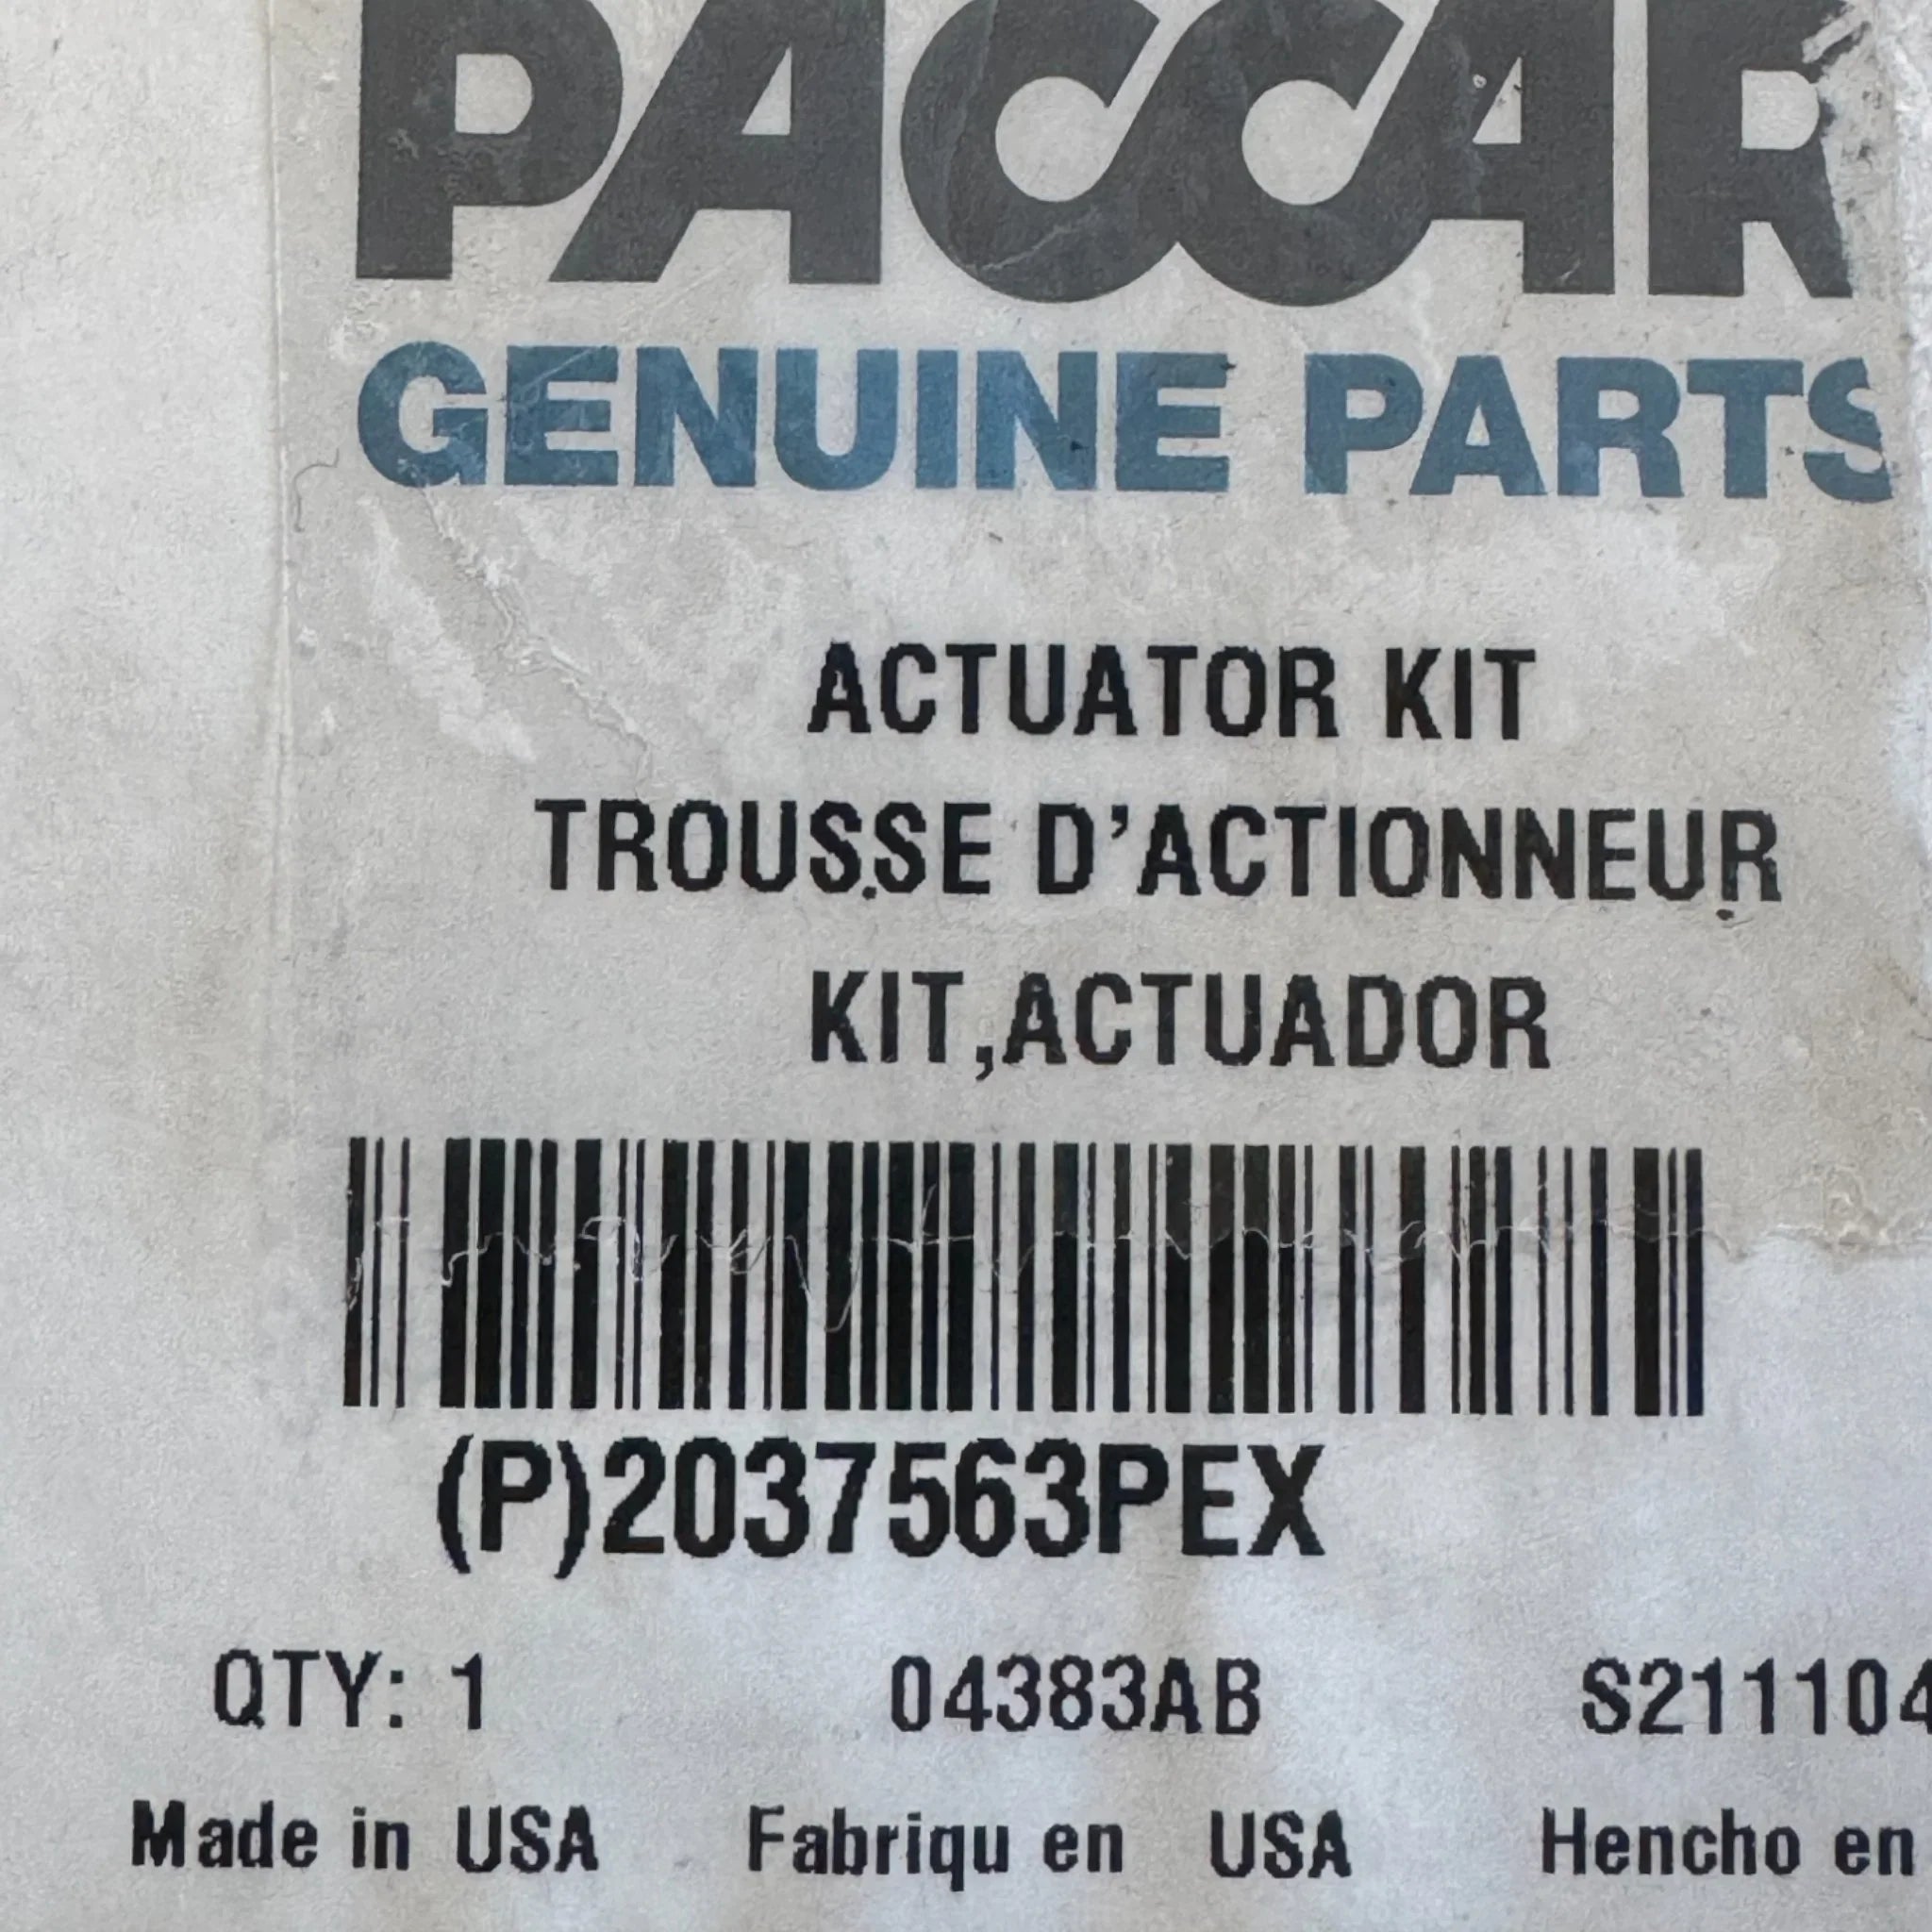 PACCAR
GENUINE PARTS
ACTUATOR KIT
TROUSSE D'ACTIONNEUR
KIT,ACTUADOR
(P)2037563PEX
QTY: 1 04383AB S211104
Made in USA Fabriqu en USA Hencho en